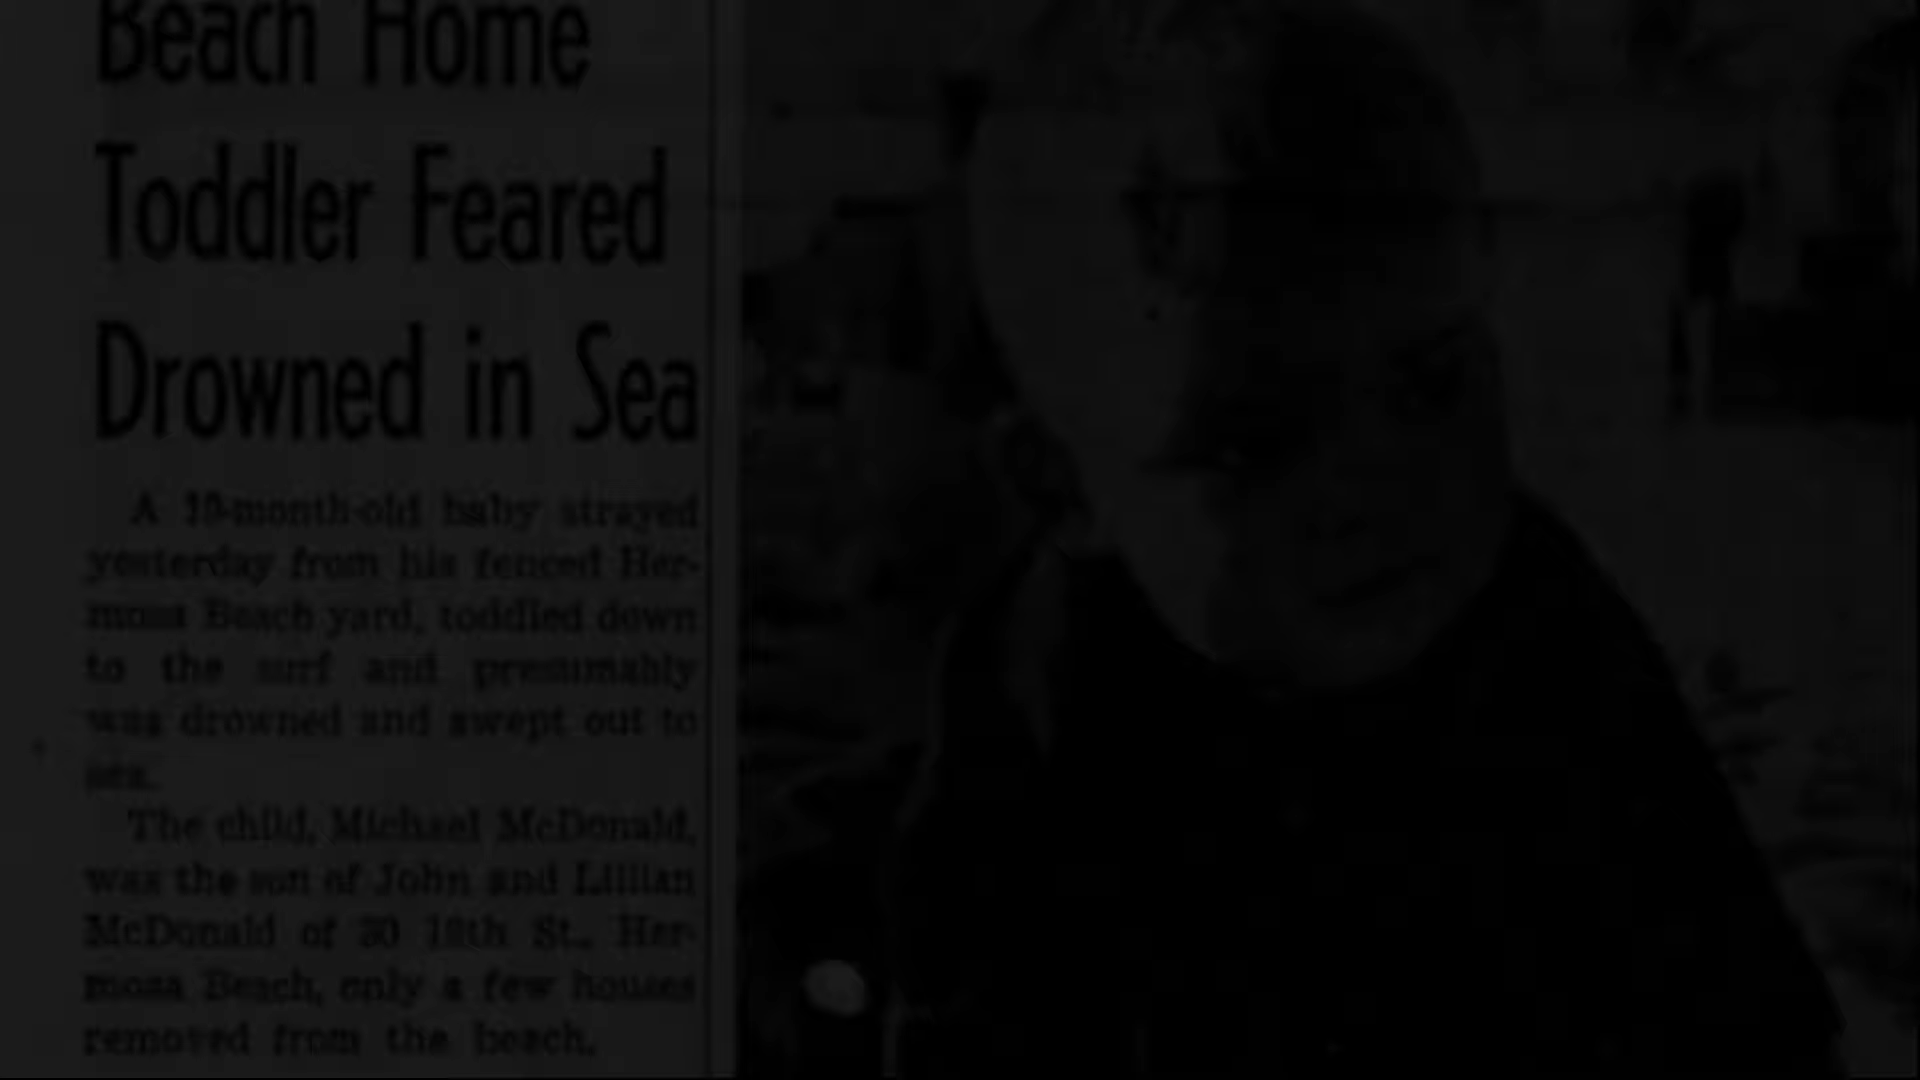 Beach Home
Toddler Feared
Drowned in Sea
A 19-month-old baby strayed
yesterday from his fenced Her-
mosa Beach yard, toddled down
to the surf and presumably
was drowned and swept out to
sea.
The child, Michael McDonald,
was the son of John and Lillian
McDonald of 30 19th St., Her-
mosa Beach, only a few houses
removed from the beach.